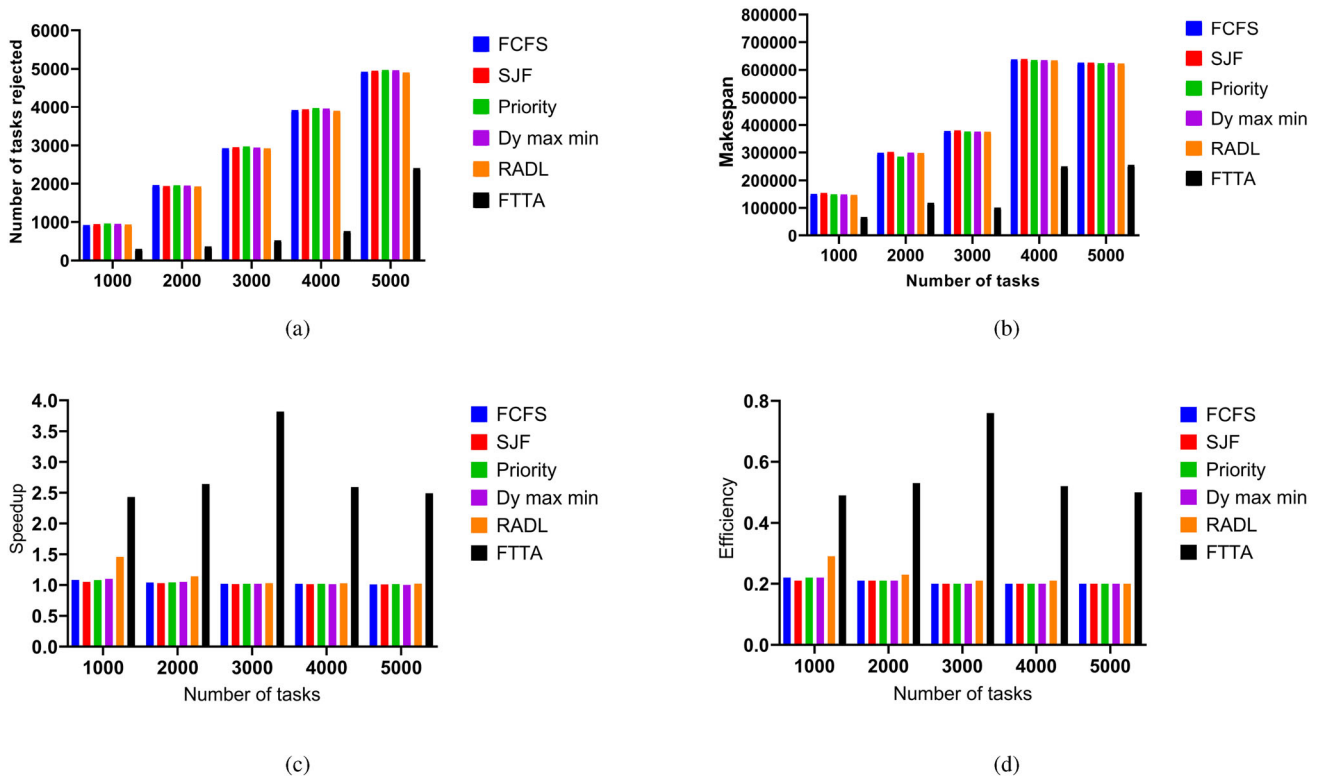 Number of tasks rejected
6000
5000
4000
3000
2000
1000
0
1000 2000 3000 4000 5000
FCFS
SJF
Priority
Dy max min
RADL
FTTA
(a)
Makespan
800000
700000
600000
500000
400000
300000
200000
100000
0
1000 2000 3000 4000 5000
Number of tasks
FCFS
SJF
Priority
Dy max min
RADL
FTTA
(b)
Speedup
4.0
3.5
3.0
2.5
2.0
1.5
1.0
0.5
0.0
1000 2000 3000 4000 5000
Number of tasks
FCFS
SJF
Priority
Dy max min
RADL
FTTA
(c)
Efficiency
0.8
0.6
0.4
0.2
0.0
1000 2000 3000 4000 5000
Number of tasks
FCFS
SJF
Priority
Dy max min
RADL
FTTA
(d)